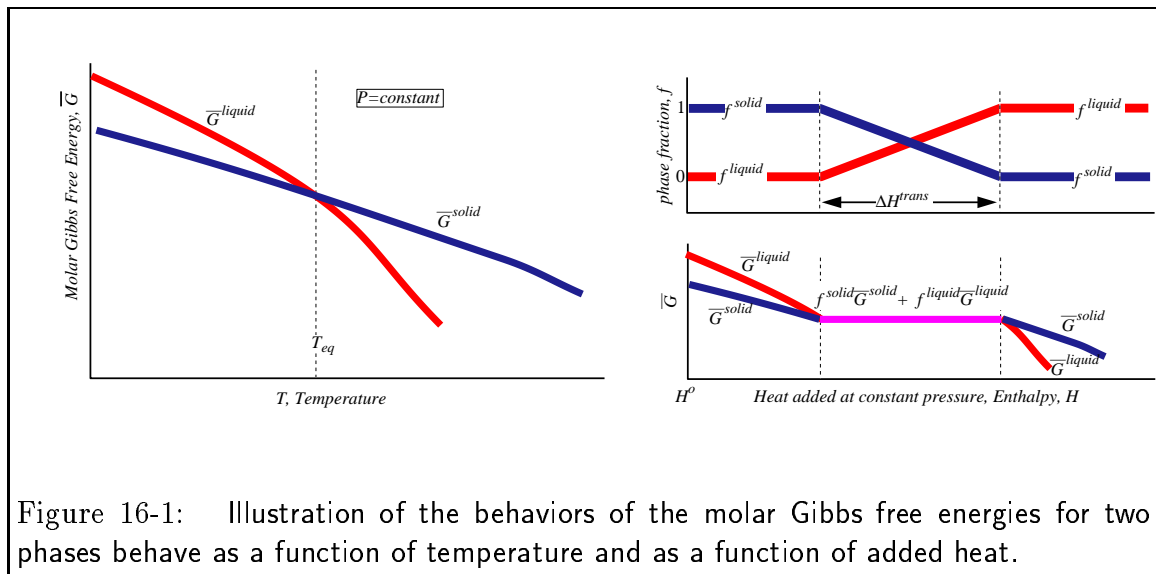 Molar Gibbs Free Energy, G̅
G̅^liquid
P=constant
G̅^solid
T_eq
T, Temperature
phase fraction, f
1
0
f^solid
f^liquid
f^liquid
f^solid
ΔH^trans
G̅
G̅^liquid
G̅^solid
f^solid G̅^solid + f^liquid G̅^liquid
G̅^solid
G̅^liquid
H^o
Heat added at constant pressure, Enthalpy, H
Figure 16-1: Illustration of the behaviors of the molar Gibbs free energies for two
phases behave as a function of temperature and as a function of added heat.